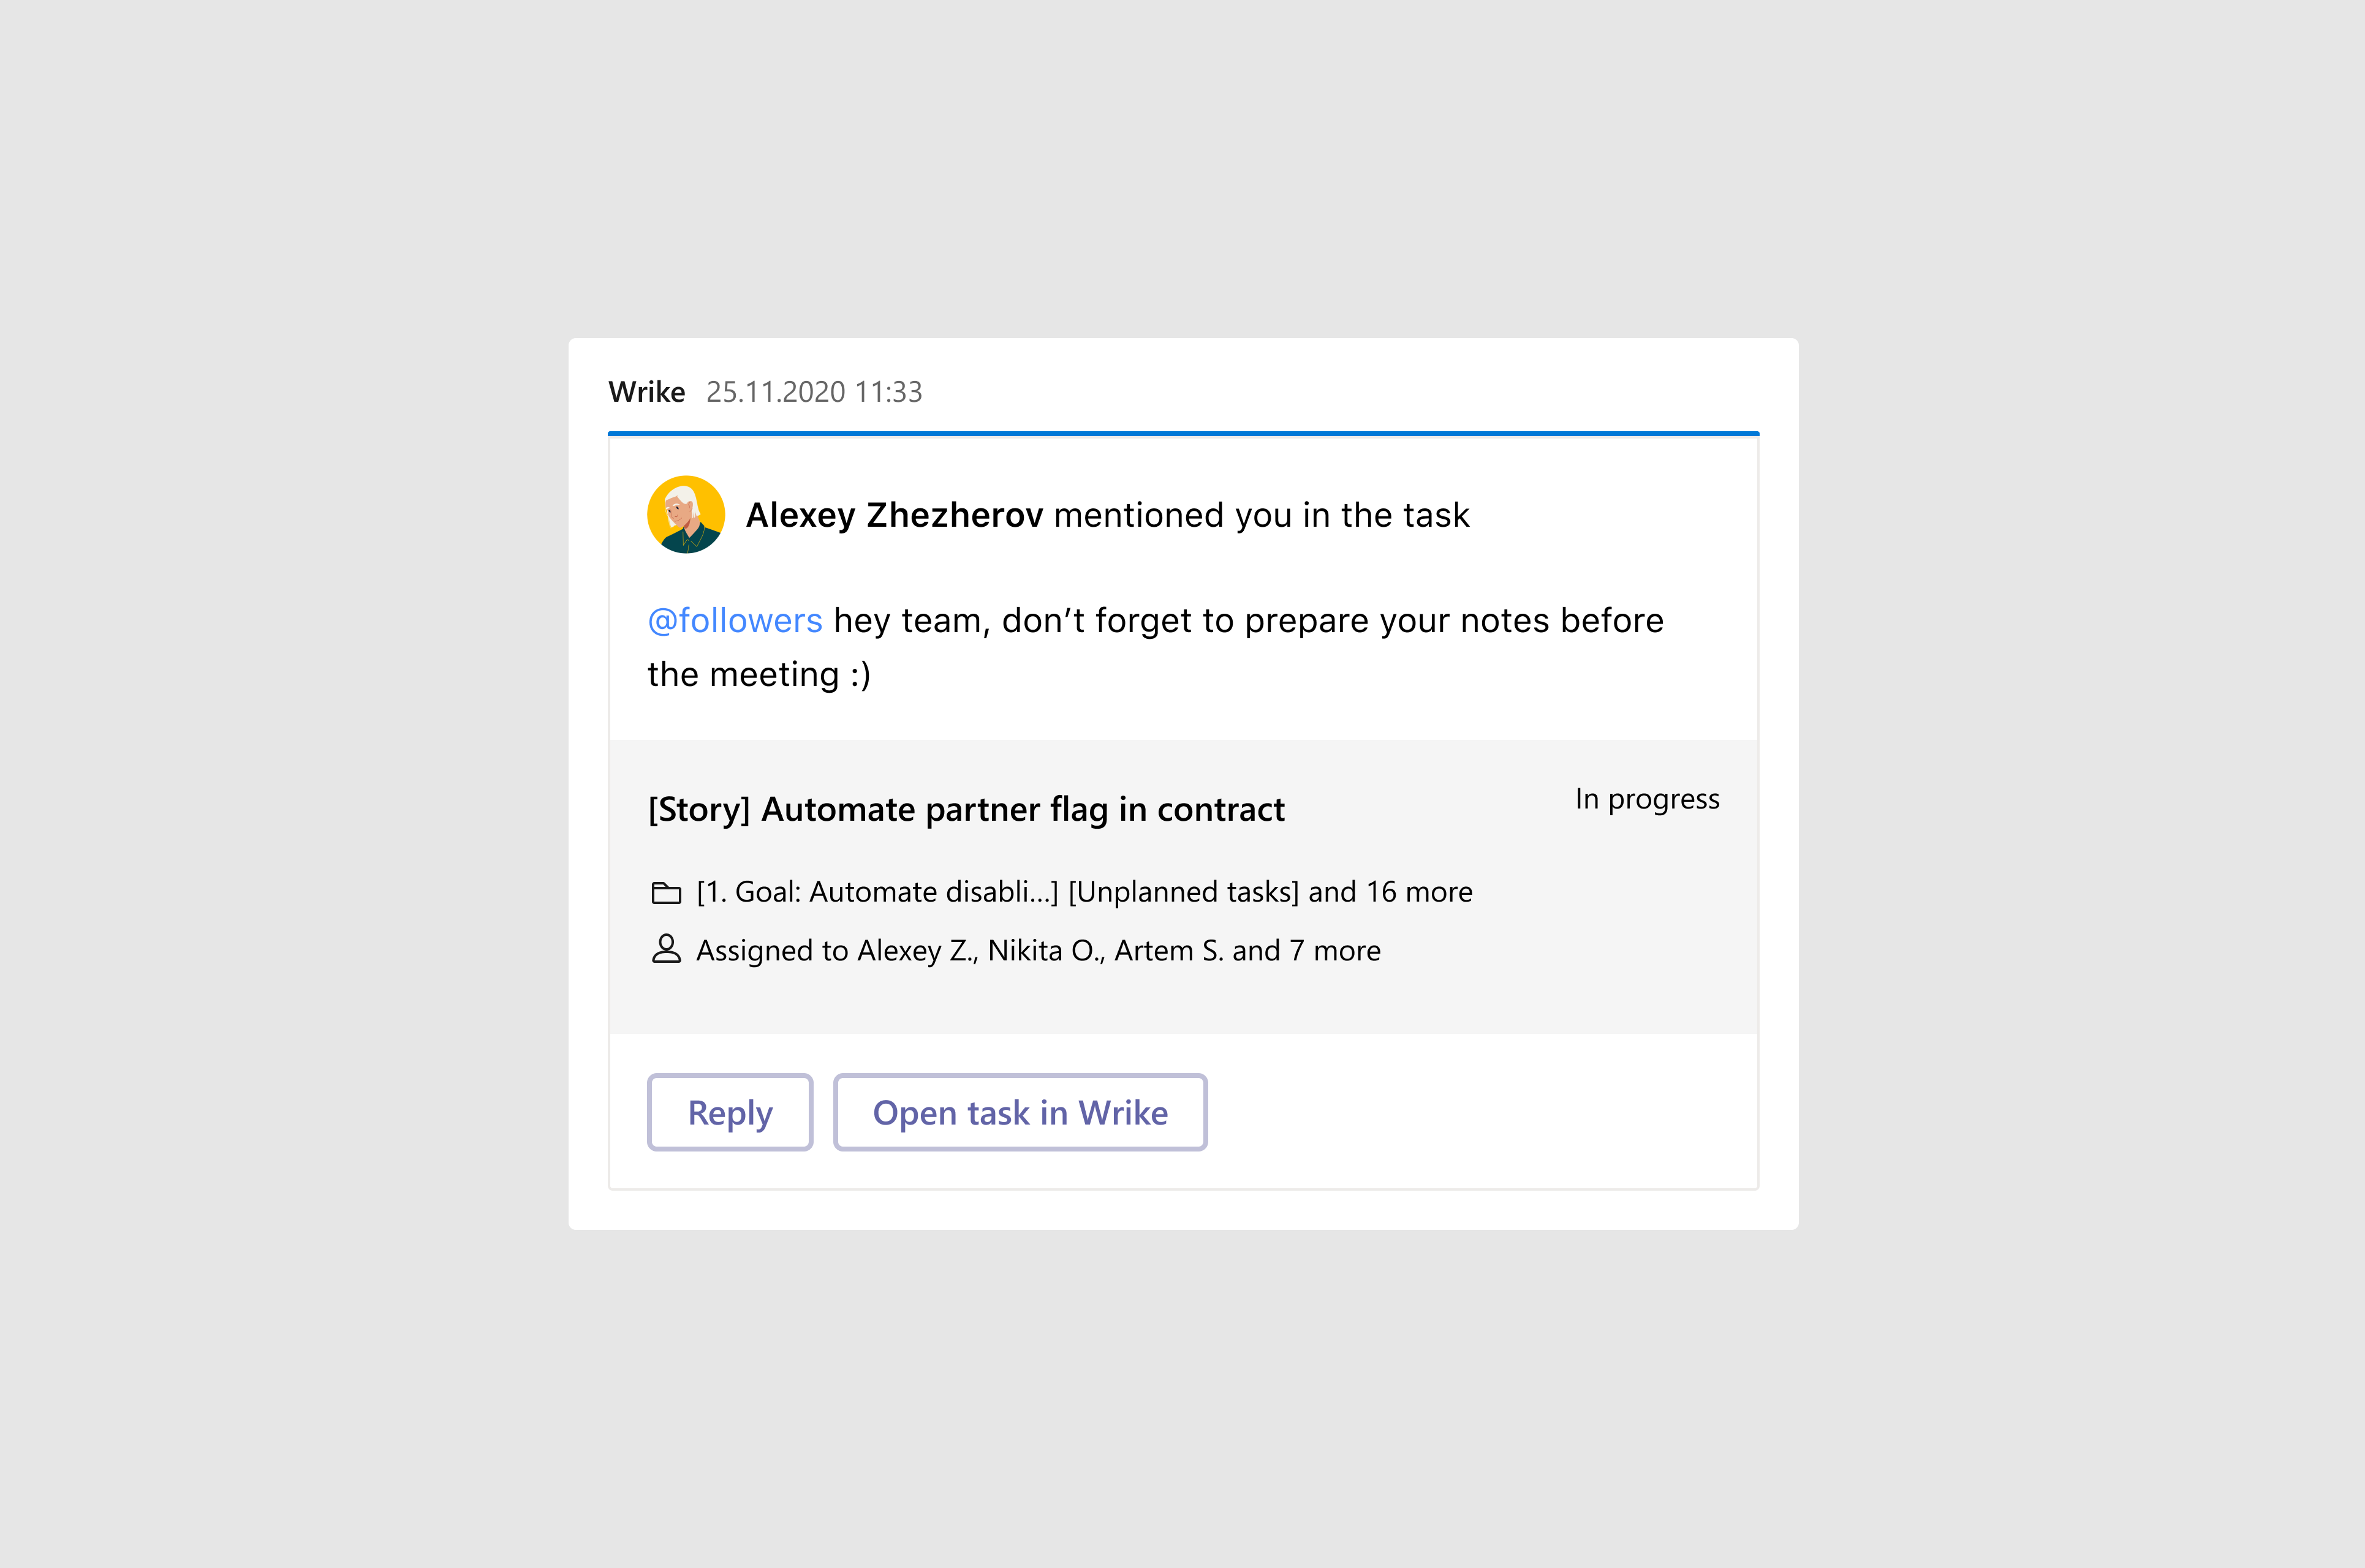 Wrike 25.11.2020 11:33
Alexey Zhezherov mentioned you in the task
@followers hey team, don’t forget to prepare your notes before
the meeting :)
[Story] Automate partner flag in contract
In progress
[1. Goal: Automate disabli...] [Unplanned tasks] and 16 more
Assigned to Alexey Z., Nikita O., Artem S. and 7 more
Reply
Open task in Wrike